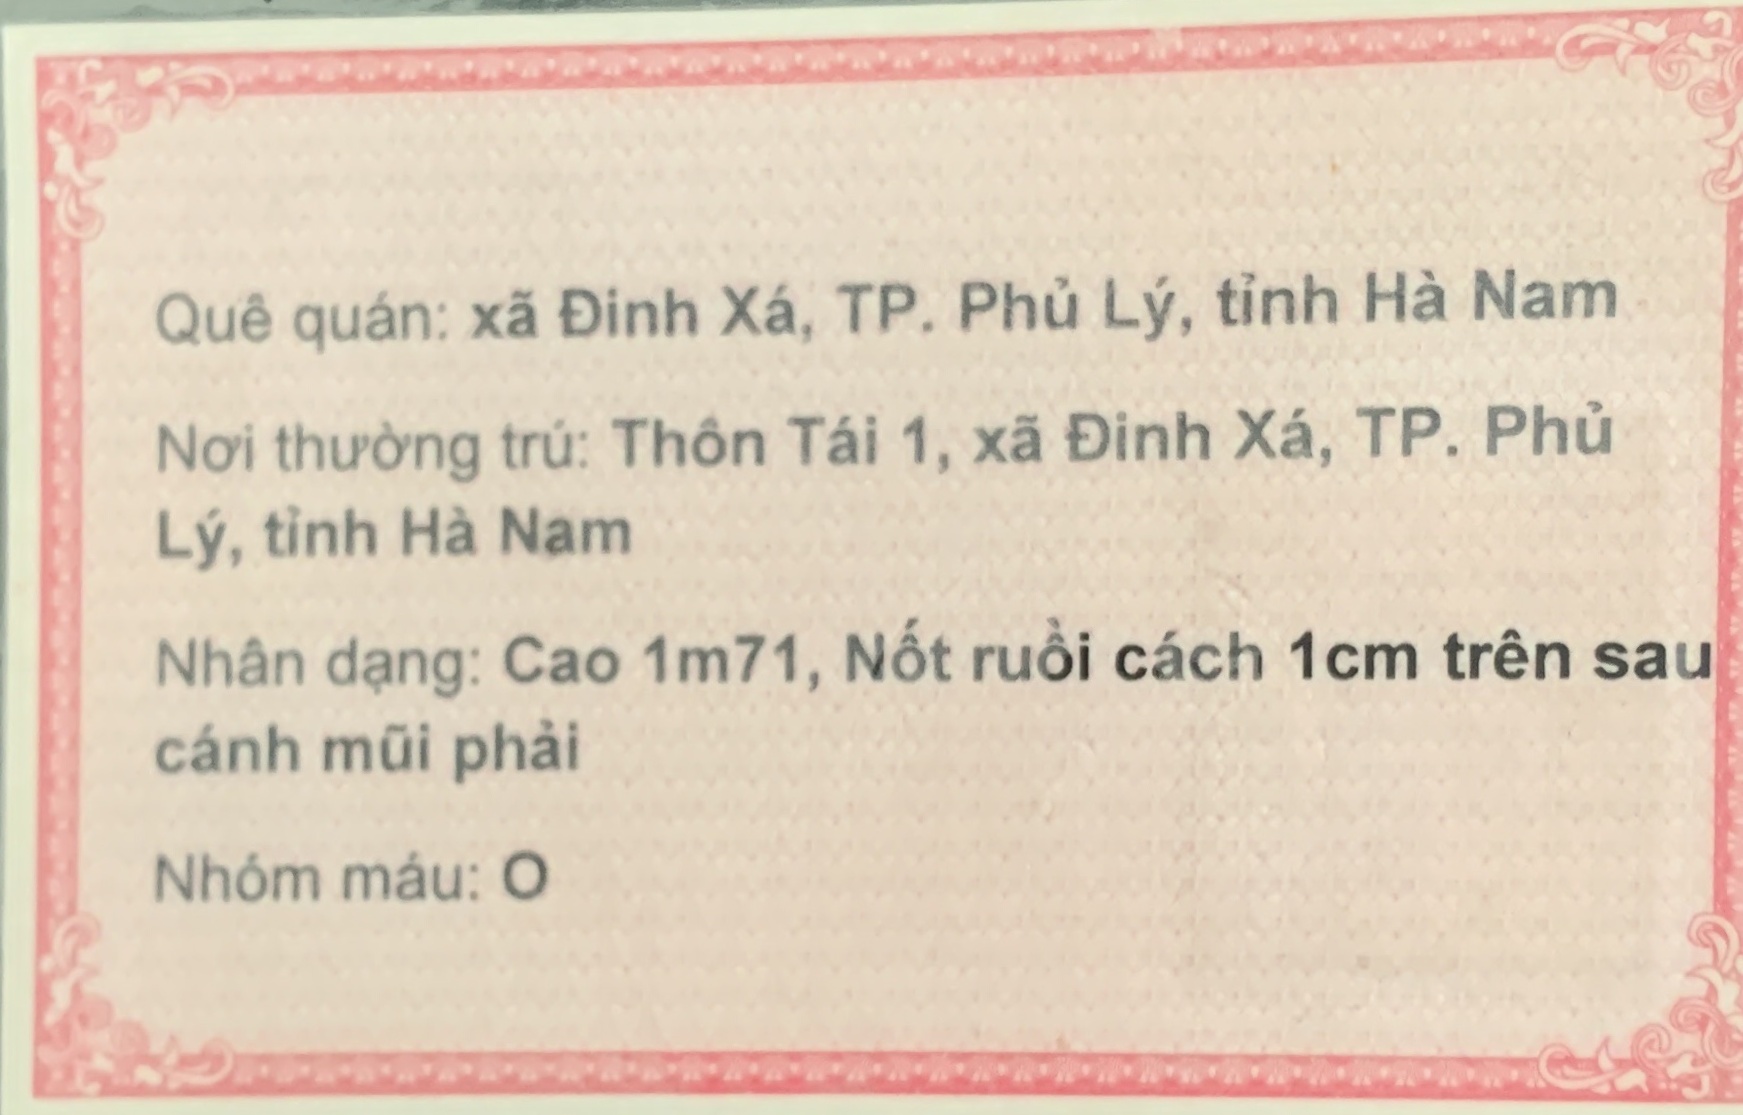 Quê quán: xã Đinh Xá, TP. Phủ Lý, tỉnh Hà Nam
Nơi thường trú: Thôn Tái 1, xã Đinh Xá, TP. Phủ
Lý, tỉnh Hà Nam
Nhân dạng: Cao 1m71, Nốt ruồi cách 1cm trên sau
cánh mũi phải
Nhóm máu: O